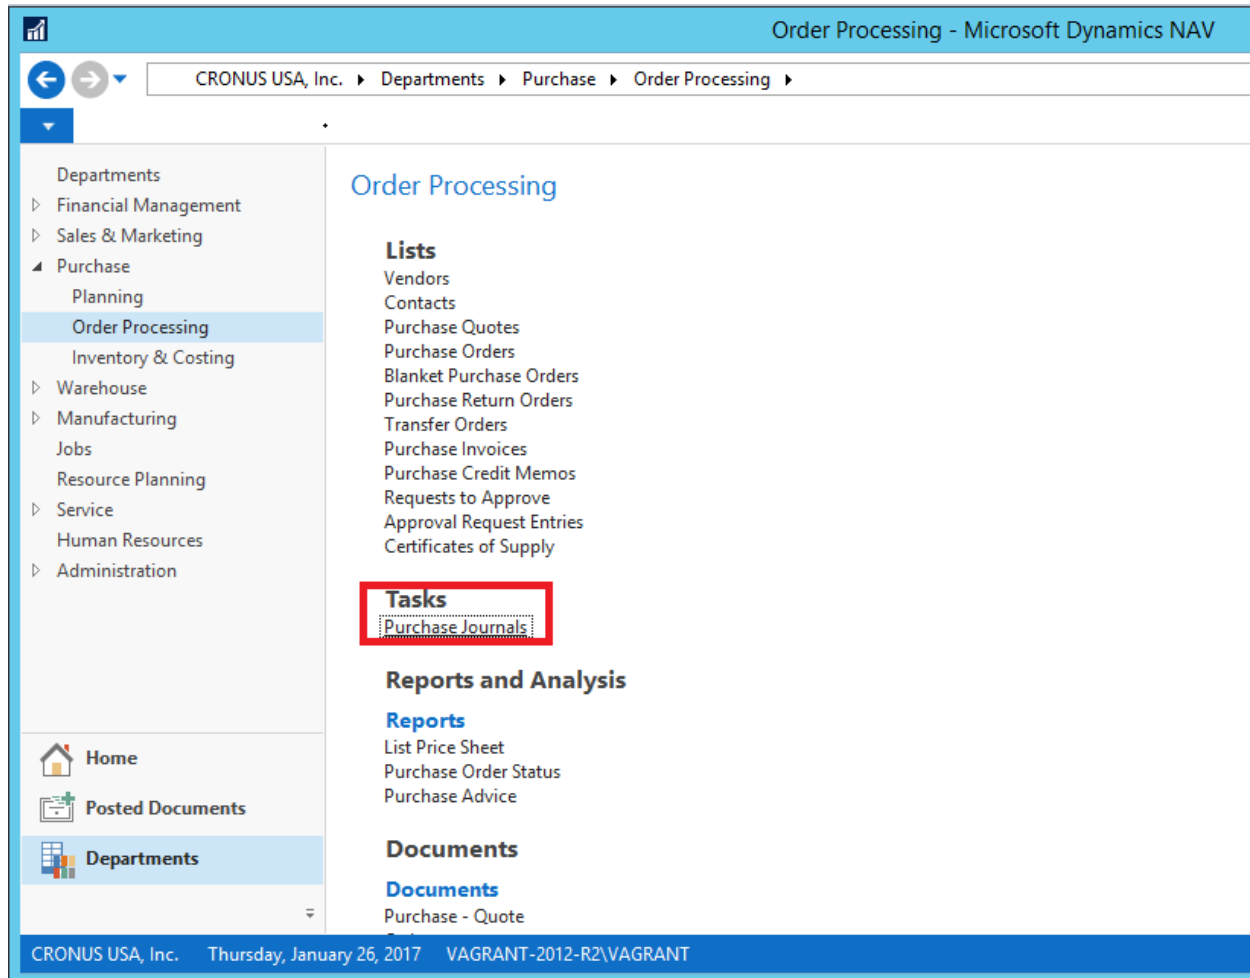 Order Processing - Microsoft Dynamics NAV
CRONUS USA, Inc. Departments Purchase Order Processing
Departments
Financial Management
Sales & Marketing
Purchase
Planning
Order Processing
Inventory & Costing
Warehouse
Manufacturing
Jobs
Resource Planning
Service
Human Resources
Administration
Home
Posted Documents
Departments
Order Processing
Lists
Vendors
Contacts
Purchase Quotes
Purchase Orders
Blanket Purchase Orders
Purchase Return Orders
Transfer Orders
Purchase Invoices
Purchase Credit Memos
Requests to Approve
Approval Request Entries
Certificates of Supply
Tasks
Purchase Journals
Reports and Analysis
Reports
List Price Sheet
Purchase Order Status
Purchase Advice
Documents
Documents
Purchase - Quote
CRONUS USA, Inc. Thursday, January 26, 2017 VAGRANT-2012-R2\VAGRANT